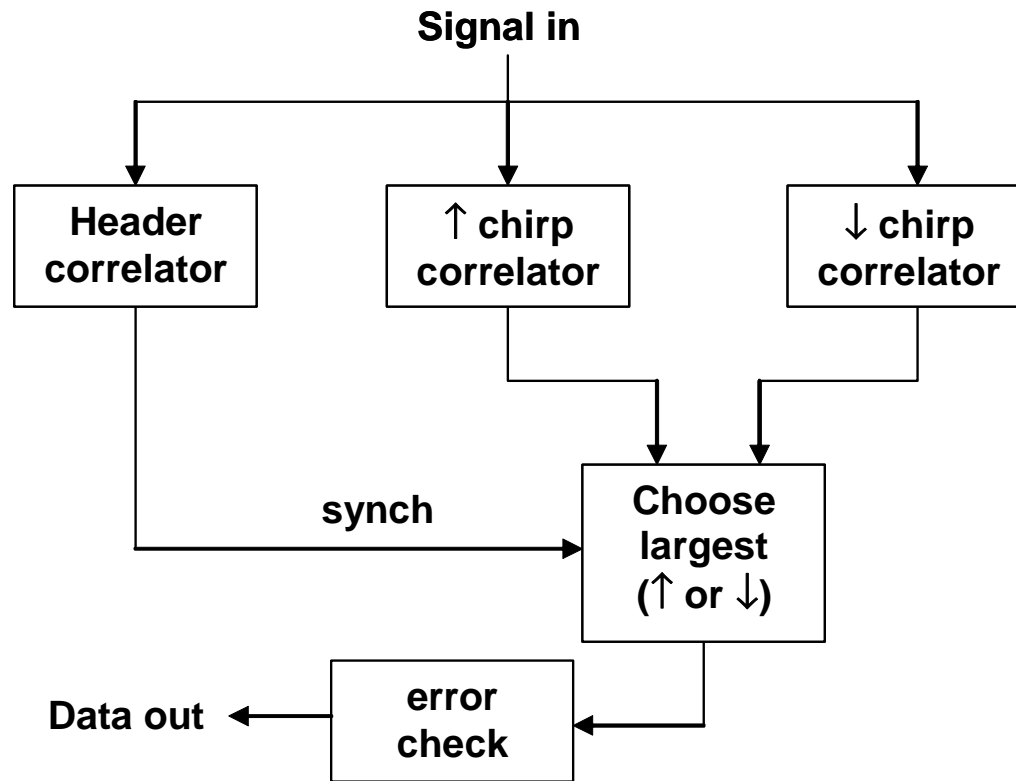 Signal in
Header
correlator
↑ chirp
correlator
↓ chirp
correlator
synch
Choose
largest
(↑ or ↓)
error
check
Data out